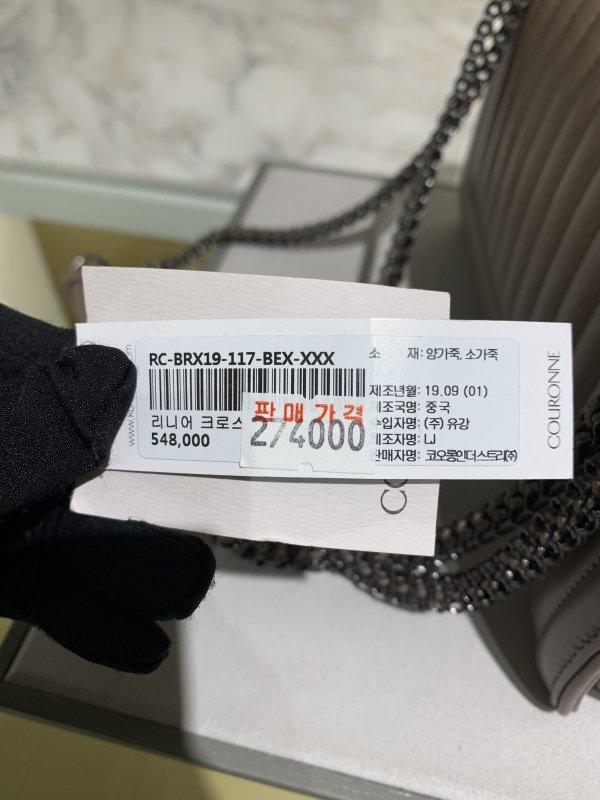 RC-BRX19-117-BEX-XXX
리니어 크로스
548,000
판매가격
274000
소 재: 양가죽, 소가죽
제조년월: 19.09 (01)
제조국명: 중국
수입자명: (주) 유강
제조자명: LJ
판매자명: 코오롱인더스트리㈜
COURONNE